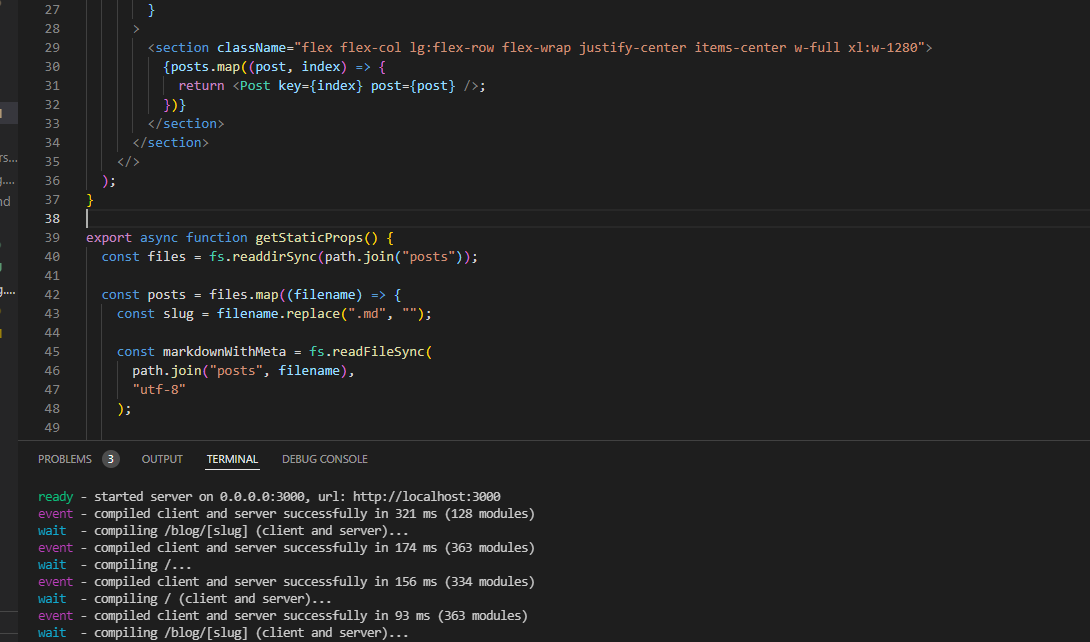 27 }
28 >
29 <section className="flex flex-col lg:flex-row flex-wrap justify-center items-center w-full xl:w-1280">
30 {posts.map((post, index) => {
31 return <Post key={index} post={post} />;
32 })}
33 </section>
34 </section>
35 </>
36 );
37 }
38
39 export async function getStaticProps() {
40 const files = fs.readdirSync(path.join("posts"));
41
42 const posts = files.map((filename) => {
43 const slug = filename.replace(".md", "");
44
45 const markdownWithMeta = fs.readFileSync(
46 path.join("posts", filename),
47 "utf-8"
48 );
49
PROBLEMS 3 OUTPUT TERMINAL DEBUG CONSOLE
ready - started server on 0.0.0.0:3000, url: http://localhost:3000
event - compiled client and server successfully in 321 ms (128 modules)
wait - compiling /blog/[slug] (client and server)...
event - compiled client and server successfully in 174 ms (363 modules)
wait - compiling /...
event - compiled client and server successfully in 156 ms (334 modules)
wait - compiling / (client and server)...
event - compiled client and server successfully in 93 ms (363 modules)
wait - compiling /blog/[slug] (client and server)...